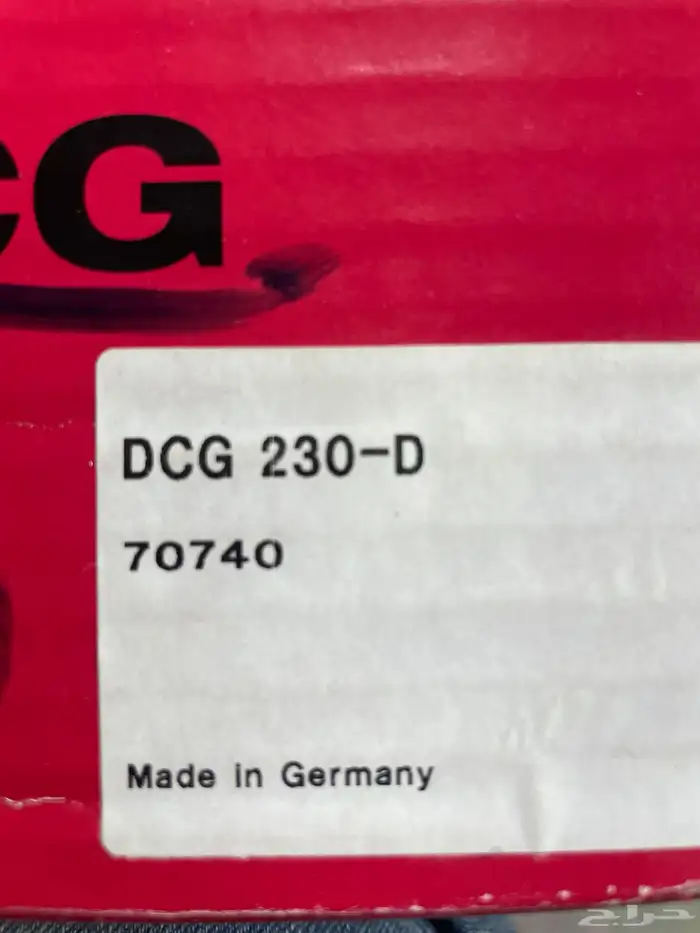 CG
DCG 230-D
70740
Made in Germany
حراج